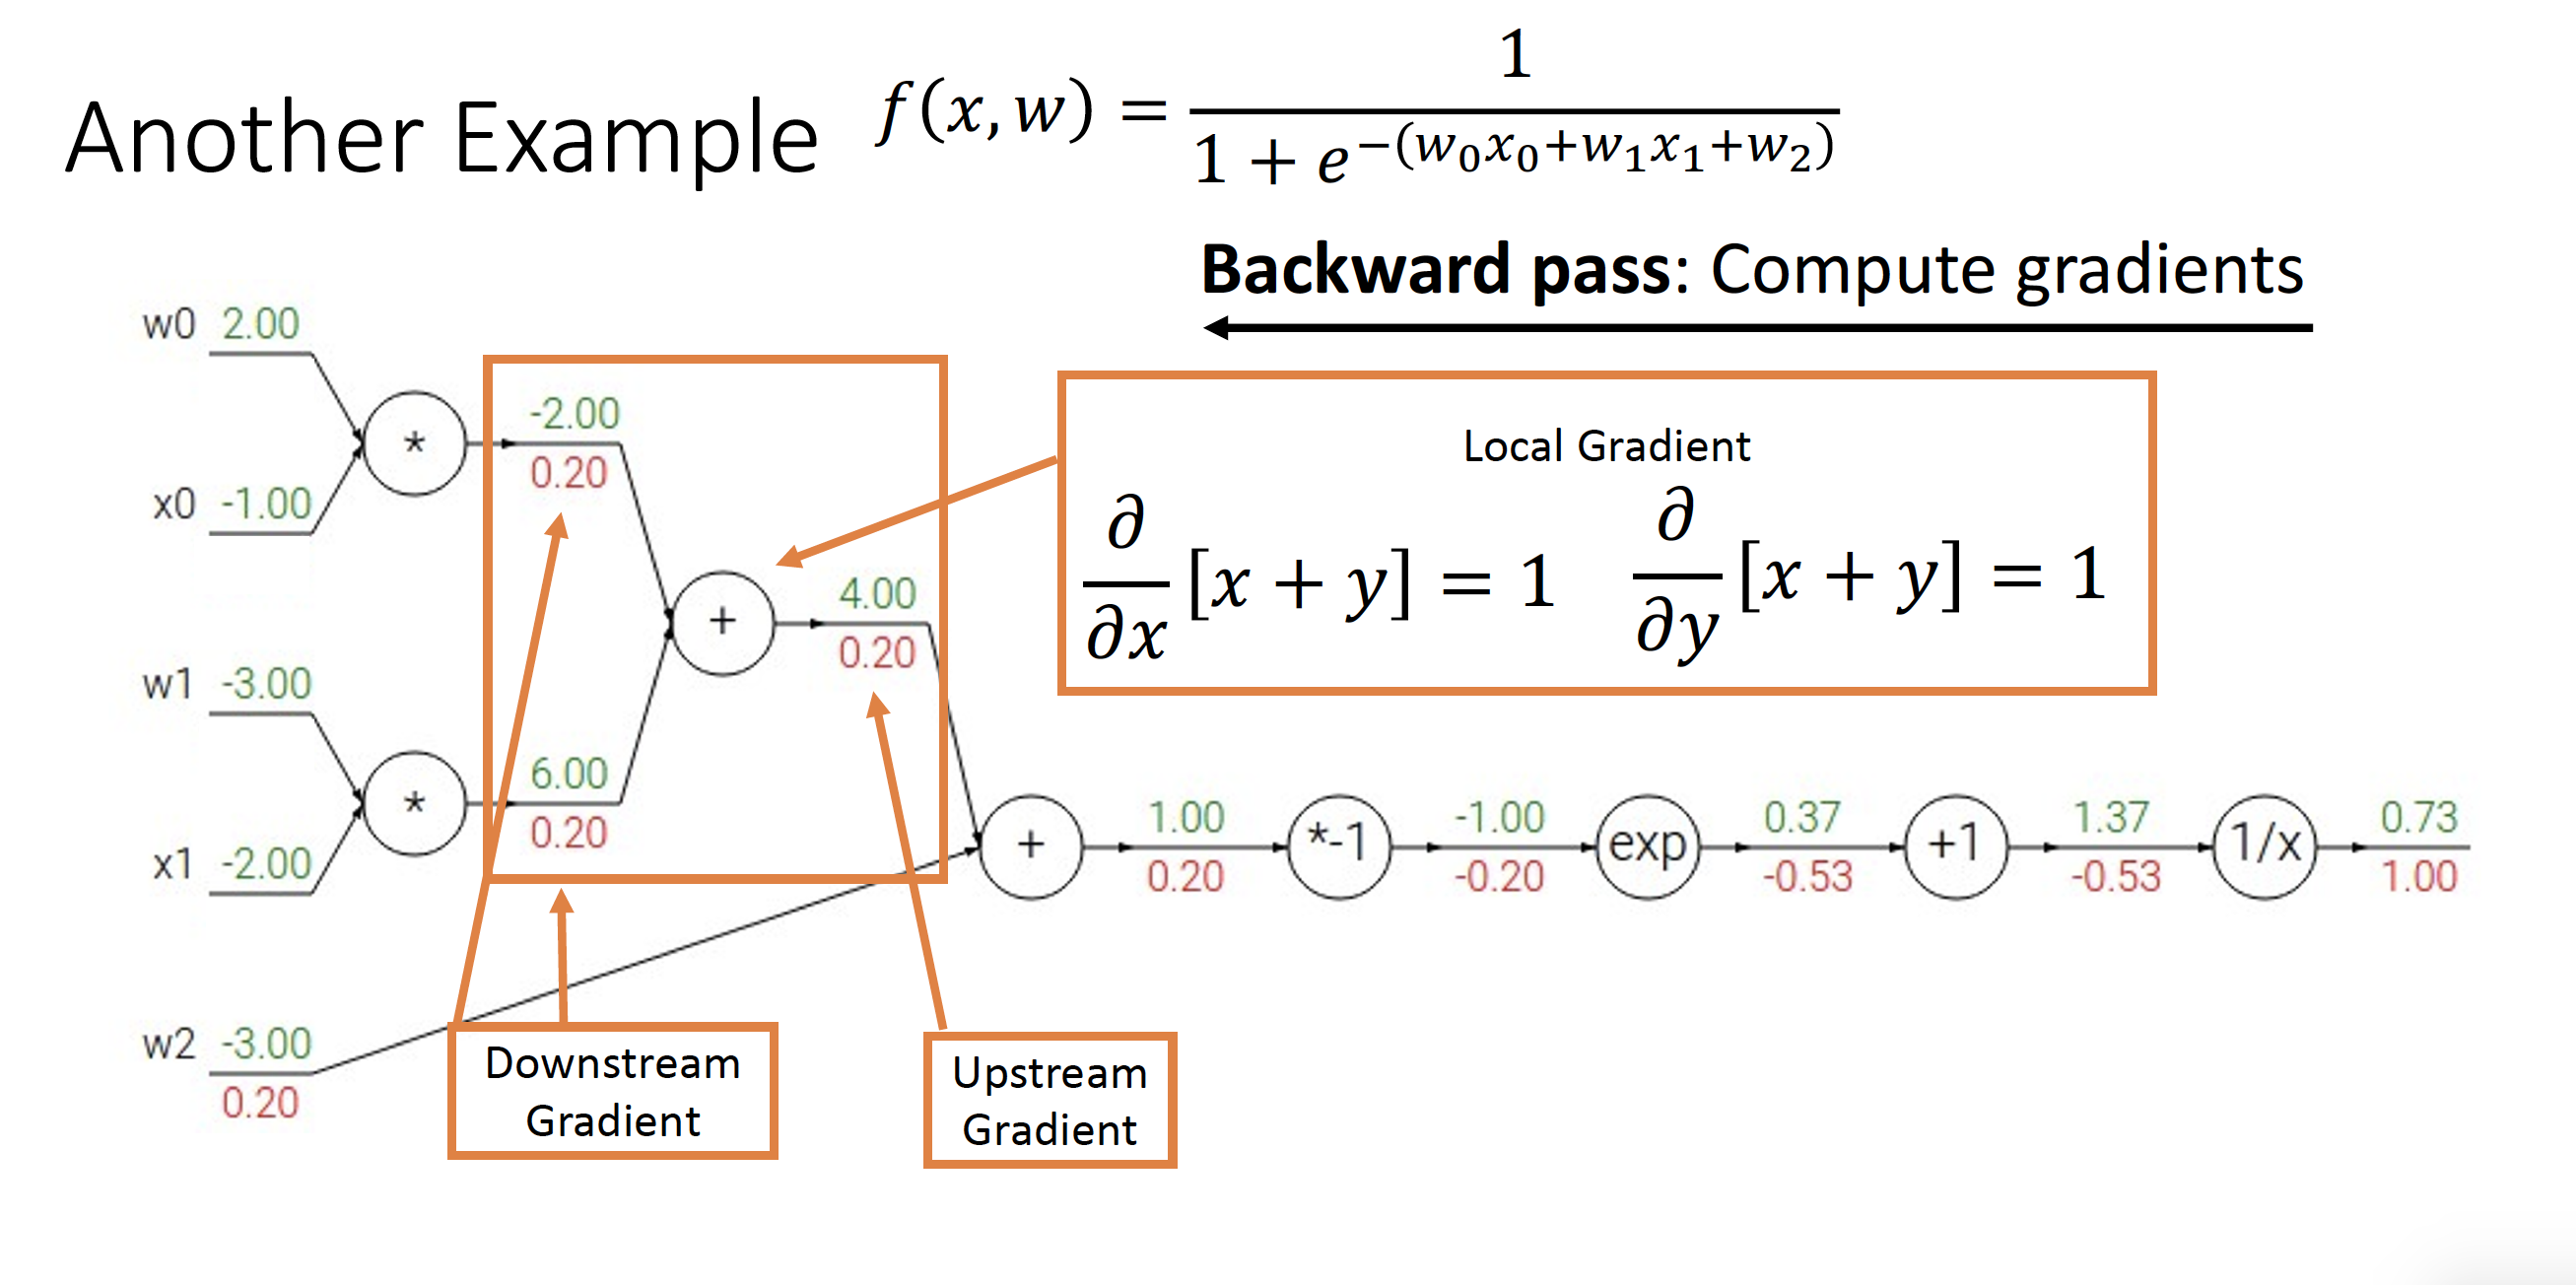 Another Example f(x, w) = 1 / (1 + e^{-(w₀x₀+w₁x₁+w₂)})
Backward pass: Compute gradients
w0 2.00
*
x0 -1.00
-2.00
0.20
Local Gradient
∂/∂x [x + y] = 1 ∂/∂y [x + y] = 1
+
4.00
0.20
w1 -3.00
*
x1 -2.00
6.00
0.20
+
1.00
0.20
*-1
-1.00
-0.20
exp
0.37
-0.53
+1
1.37
-0.53
1/x
0.73
1.00
w2 -3.00
0.20
Downstream
Gradient
Upstream
Gradient